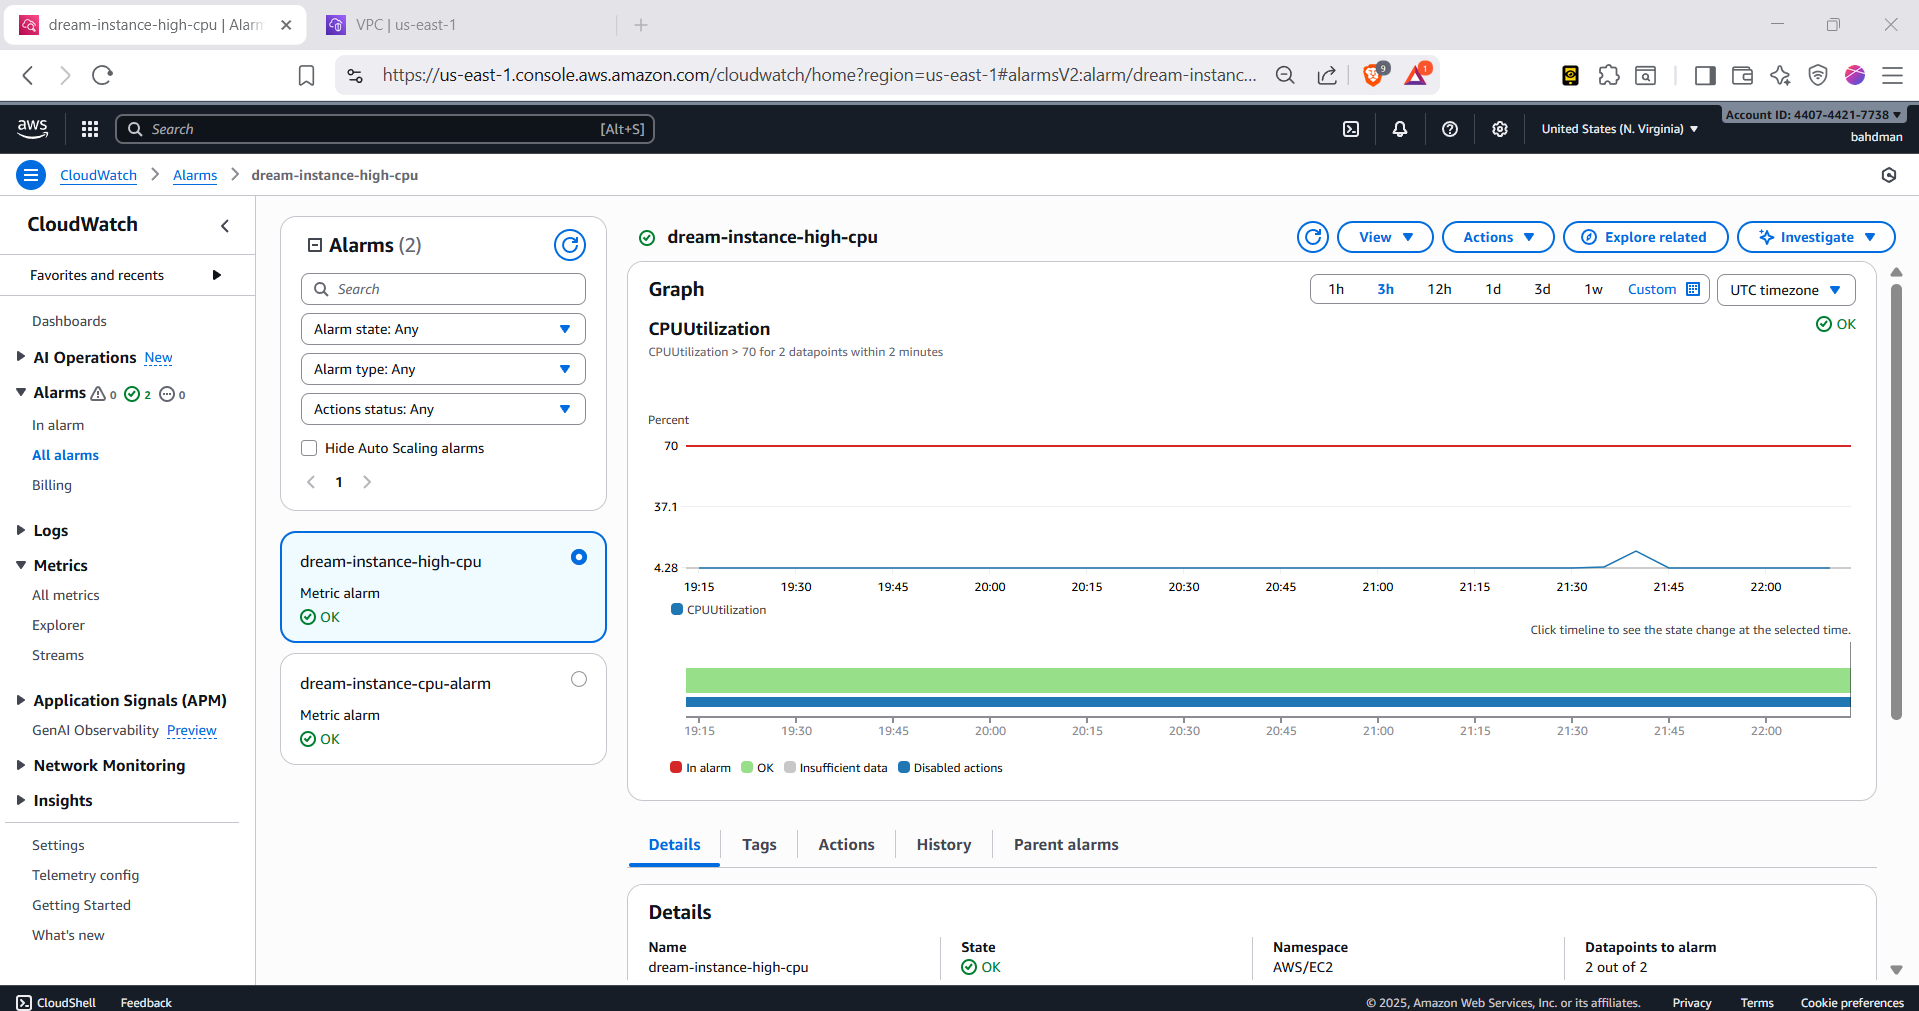 dream-instance-high-cpu | Alarm
VPC | us-east-1
https://us-east-1.console.aws.amazon.com/cloudwatch/home?region=us-east-1#alarmsV2:alarm/dream-instanc...
9
1
aws
Search
[Alt+S]
United States (N. Virginia)
Account ID: 4407-4421-7738
bahdman
CloudWatch
Alarms
dream-instance-high-cpu
CloudWatch
Favorites and recents
Dashboards
AI Operations New
Alarms 0 2 0
In alarm
All alarms
Billing
Logs
Metrics
All metrics
Explorer
Streams
Application Signals (APM)
GenAI Observability Preview
Network Monitoring
Insights
Settings
Telemetry config
Getting Started
What's new
Alarms (2)
Search
Alarm state: Any
Alarm type: Any
Actions status: Any
Hide Auto Scaling alarms
1
dream-instance-high-cpu
Metric alarm
OK
dream-instance-cpu-alarm
Metric alarm
OK
dream-instance-high-cpu
View
Actions
Explore related
Investigate
Graph
1h 3h 12h 1d 3d 1w Custom
UTC timezone
CPUUtilization
OK
CPUUtilization > 70 for 2 datapoints within 2 minutes
Percent
70
37.1
4.28
19:15 19:30 19:45 20:00 20:15 20:30 20:45 21:00 21:15 21:30 21:45 22:00
CPUUtilization
Click timeline to see the state change at the selected time.
19:15 19:30 19:45 20:00 20:15 20:30 20:45 21:00 21:15 21:30 21:45 22:00
In alarm OK Insufficient data Disabled actions
Details Tags Actions History Parent alarms
Details
Name
dream-instance-high-cpu
State
OK
Namespace
AWS/EC2
Datapoints to alarm
2 out of 2
CloudShell Feedback
© 2025, Amazon Web Services, Inc. or its affiliates. Privacy Terms Cookie preferences